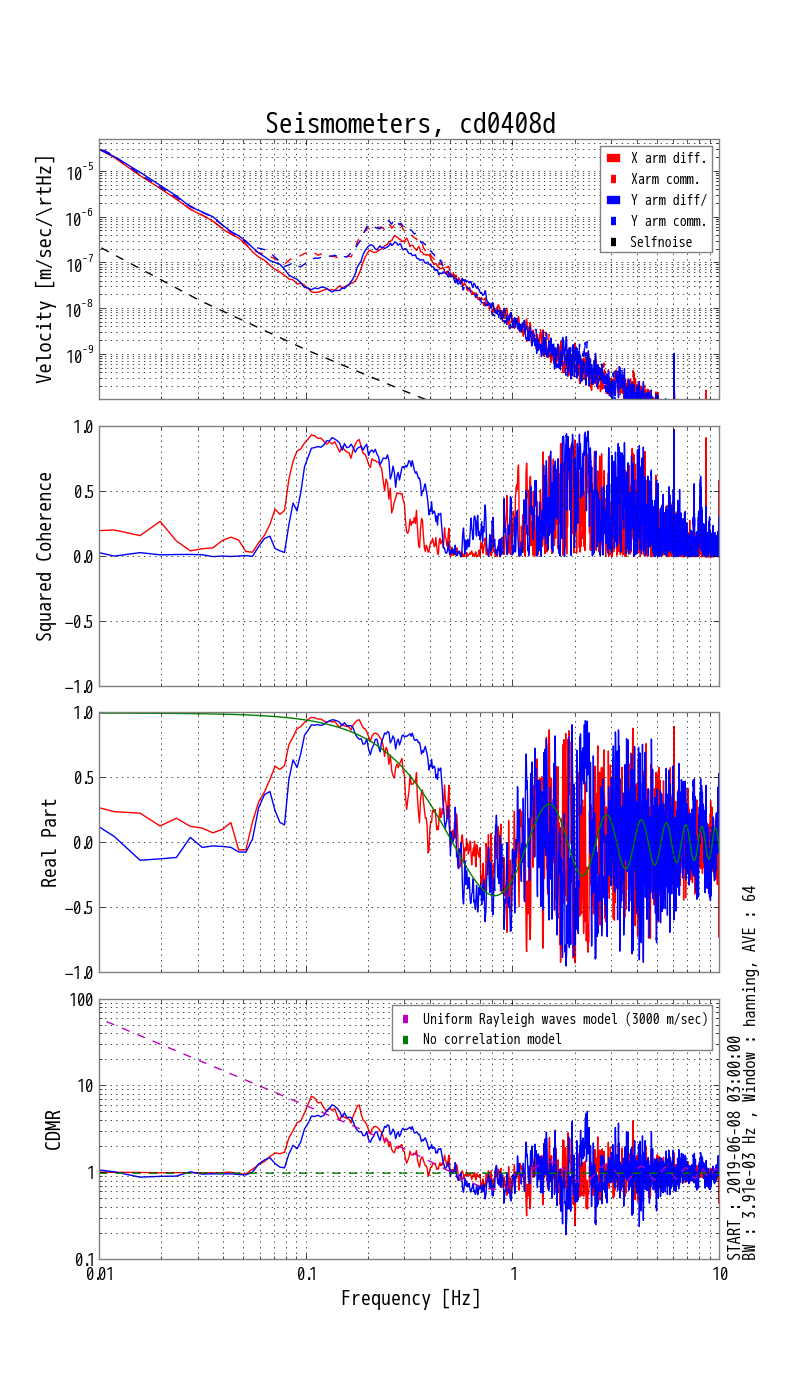 Seismometers, cd0408d
Velocity [m/sec/\rtHz]
10^-5
10^-6
10^-7
10^-8
10^-9
X arm diff.
Xarm comm.
Y arm diff/
Y arm comm.
Selfnoise
Squared Coherence
1.0
0.5
0.0
−0.5
−1.0
Real Part
1.0
0.5
0.0
−0.5
−1.0
CDMR
100
10
1
0.1
Uniform Rayleigh waves model (3000 m/sec)
No correlation model
0.01
0.1
1
10
Frequency [Hz]
START : 2019-06-08 03:00:00
BW : 3.91e-03 Hz , Window : hanning, AVE : 64